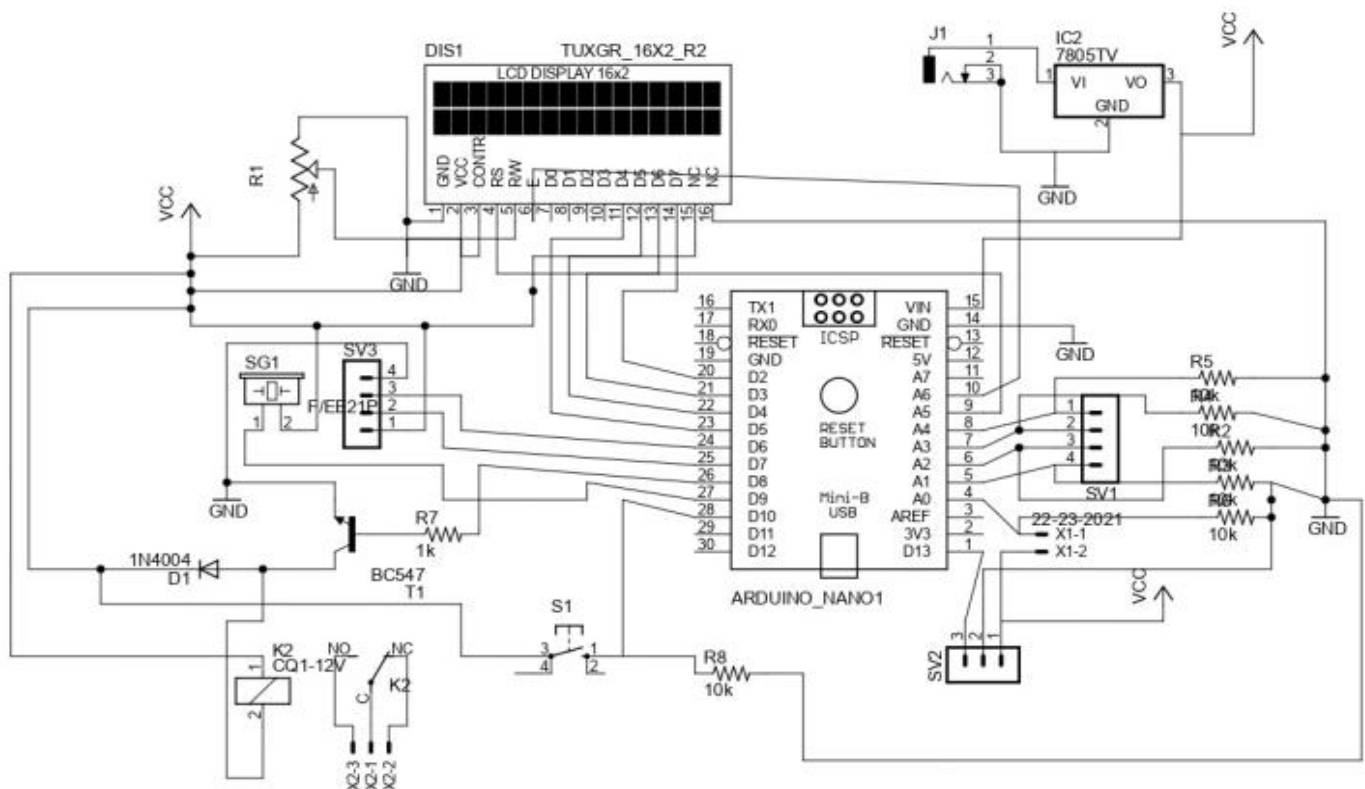 DIS1 TUXGR_16X2_R2
LCD DISPLAY 16x2
GND
VCC
CONTR
RS
R/W
E
D0
D1
D2
D3
D4
D5
D6
D7
NC
NC
1
2
3
4
5
6
7
8
9
10
11
12
13
14
15
16
J1
1
2
3
IC2
7805TV
1 VI VO 3
GND
2
GND
VCC
R1
VCC
GND
16 TX1 VIN 15
17 RX0 GND 14
18 RESET RESET 13
19 GND 5V 12
20 D2 A7 11
21 D3 A6 10
22 D4 A5 9
23 D5 A4 8
24 D6 A3 7
25 D7 A2 6
26 D8 A1 5
27 D9 A0 4
28 D10 AREF 3
29 D11 3V3 2
30 D12 D13 1
ICSP
RESET
BUTTON
Mini-B
USB
ARDUINO_NANO1
GND
SG1
1 2
SV3
4
3
2
1
F/EE21P
GND
R7
1k
BC547
T1
1N4004
D1
K2
CQ1-12V
1
2
NO NC
C K2
X2-3
X2-1
X2-2
S1
3 1
4 2
R8
10k
R5
R4
10k
R2
10k
10k
SV1
1
2
3
4
22-23-2021
X1-1
X1-2
GND
VCC
SV2
3
2
1